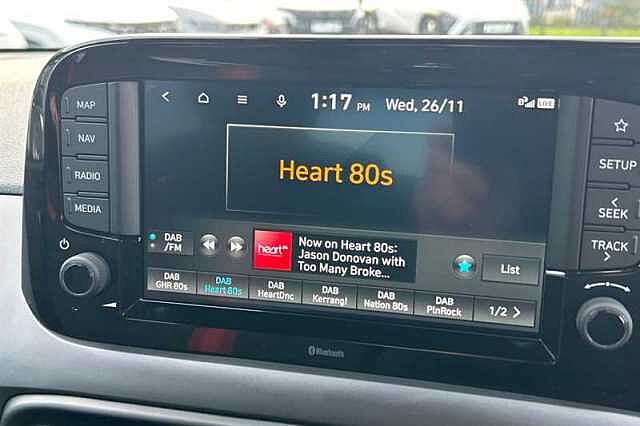 MAP
NAV
RADIO
MEDIA
1:17 PM Wed, 26/11
LIVE
Heart 80s
DAB
/FM
heart
Now on Heart 80s:
Jason Donovan with
Too Many Broke...
List
DAB
GHR 80s
DAB
Heart 80s
DAB
HeartDnc
DAB
Kerrang!
DAB
Nation 80s
DAB
PlnRock
1/2 >
SETUP
<
SEEK
TRACK
>
Bluetooth